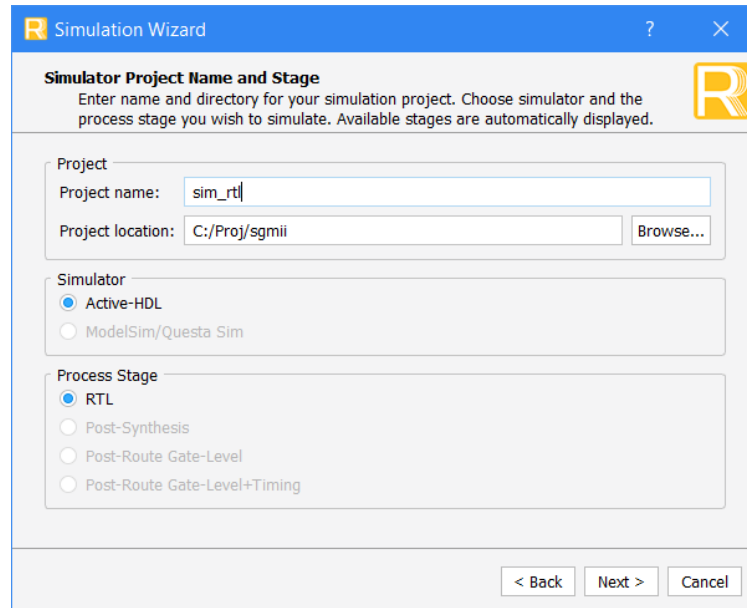 Simulation Wizard
Simulator Project Name and Stage
Enter name and directory for your simulation project. Choose simulator and the
process stage you wish to simulate. Available stages are automatically displayed.
Project
Project name: sim_rtl
Project location: C:/Proj/sgmii Browse...
Simulator
Active-HDL
ModelSim/Questa Sim
Process Stage
RTL
Post-Synthesis
Post-Route Gate-Level
Post-Route Gate-Level+Timing
< Back Next > Cancel